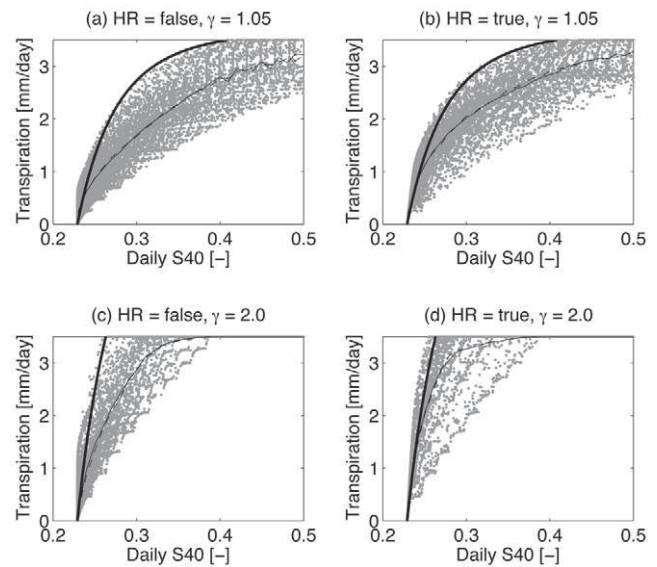 (a) HR = false, γ = 1.05
(b) HR = true, γ = 1.05
Transpiration [mm/day]
3
2
1
0
0.2 0.3 0.4 0.5
Daily S40 [−]
Transpiration [mm/day]
3
2
1
0
0.2 0.3 0.4 0.5
Daily S40 [−]
(c) HR = false, γ = 2.0
(d) HR = true, γ = 2.0
Transpiration [mm/day]
3
2
1
0
0.2 0.3 0.4 0.5
Daily S40 [−]
Transpiration [mm/day]
3
2
1
0
0.2 0.3 0.4 0.5
Daily S40 [−]